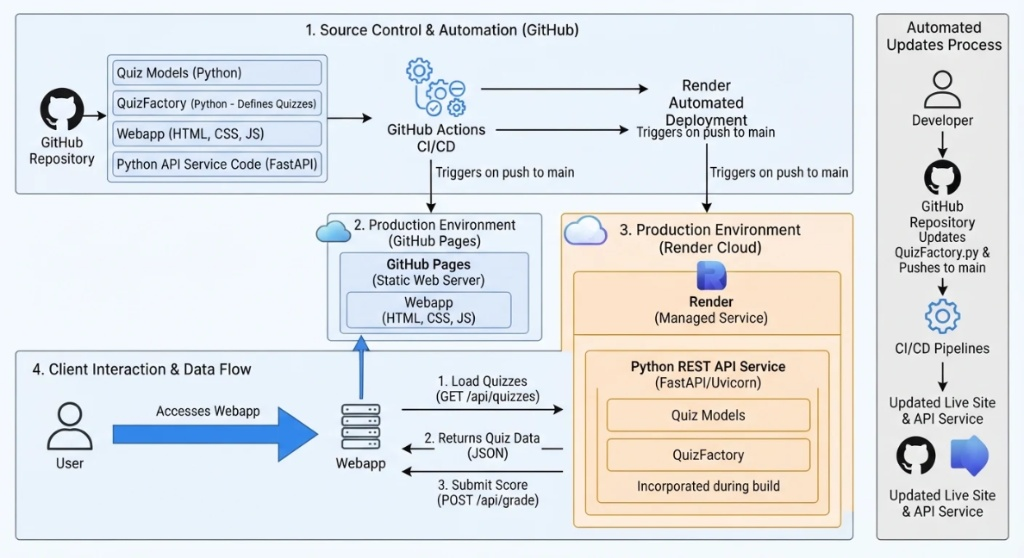 1. Source Control & Automation (GitHub)
GitHub
Repository
Quiz Models (Python)
QuizFactory (Python - Defines Quizzes)
Webapp (HTML, CSS, JS)
Python API Service Code (FastAPI)
GitHub Actions
CI/CD
Render
Automated
Deployment
Triggers on push to main
Triggers on push to main
Triggers on push to main
2. Production Environment
(GitHub Pages)
GitHub Pages
(Static Web Server)
Webapp
(HTML, CSS, JS)
3. Production Environment
(Render Cloud)
Render
(Managed Service)
Python REST API Service
(FastAPI/Uvicorn)
Quiz Models
QuizFactory
Incorporated during build
4. Client Interaction & Data Flow
User
Accesses Webapp
Webapp
1. Load Quizzes
(GET /api/quizzes)
2. Returns Quiz Data
(JSON)
3. Submit Score
(POST /api/grade)
Automated
Updates Process
Developer
GitHub
Repository
Updates
QuizFactory.py &
Pushes to main
CI/CD Pipelines
Updated Live Site
& API Service
Updated Live Site
& API Service